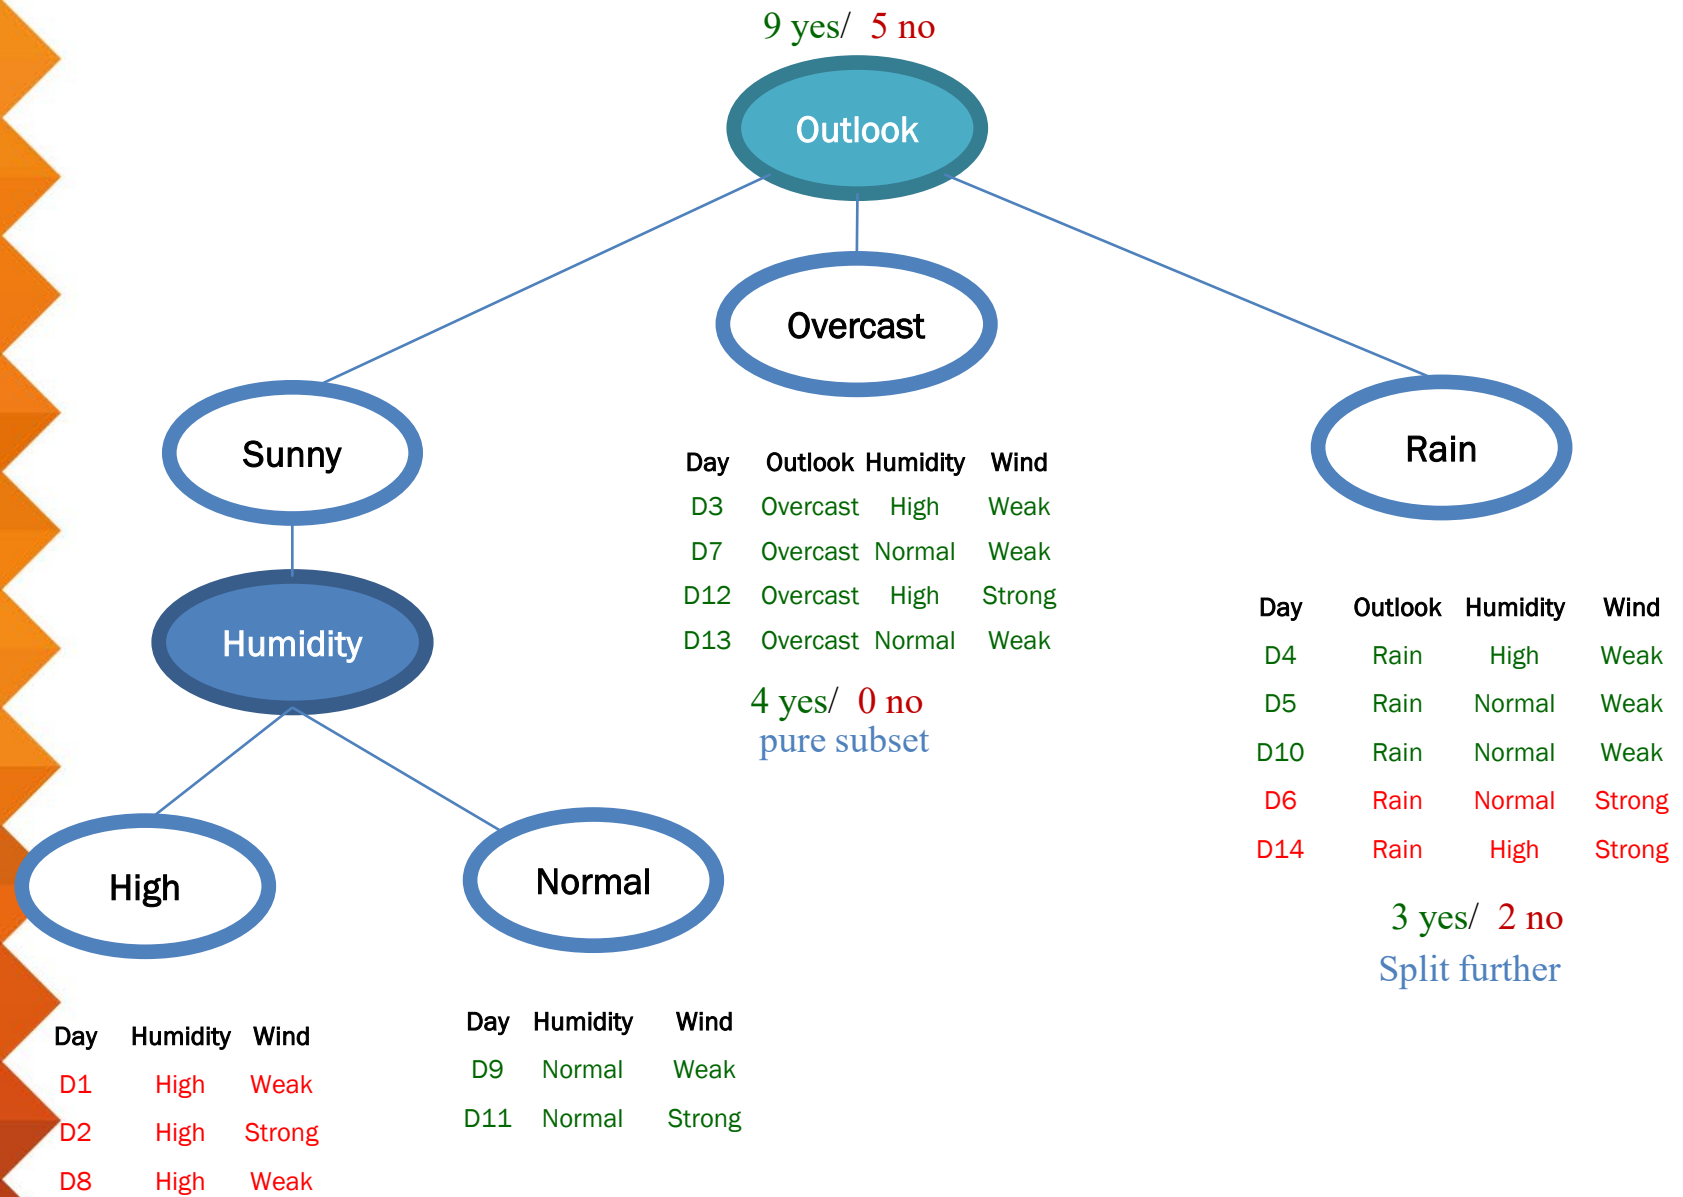 9 yes/ 5 no
Outlook
Overcast
Sunny
Rain
Humidity
Day Outlook Humidity Wind
D3 Overcast High Weak
D7 Overcast Normal Weak
D12 Overcast High Strong
D13 Overcast Normal Weak
4 yes/ 0 no
pure subset
Day Outlook Humidity Wind
D4 Rain High Weak
D5 Rain Normal Weak
D10 Rain Normal Weak
D6 Rain Normal Strong
D14 Rain High Strong
3 yes/ 2 no
Split further
High
Normal
Day Humidity Wind
D1 High Weak
D2 High Strong
D8 High Weak
Day Humidity Wind
D9 Normal Weak
D11 Normal Strong